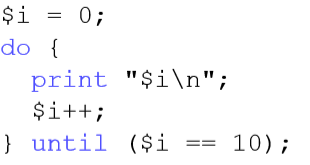 $i = 0;
do {
  print "$i\n";
  $i++;
} until ($i == 10);